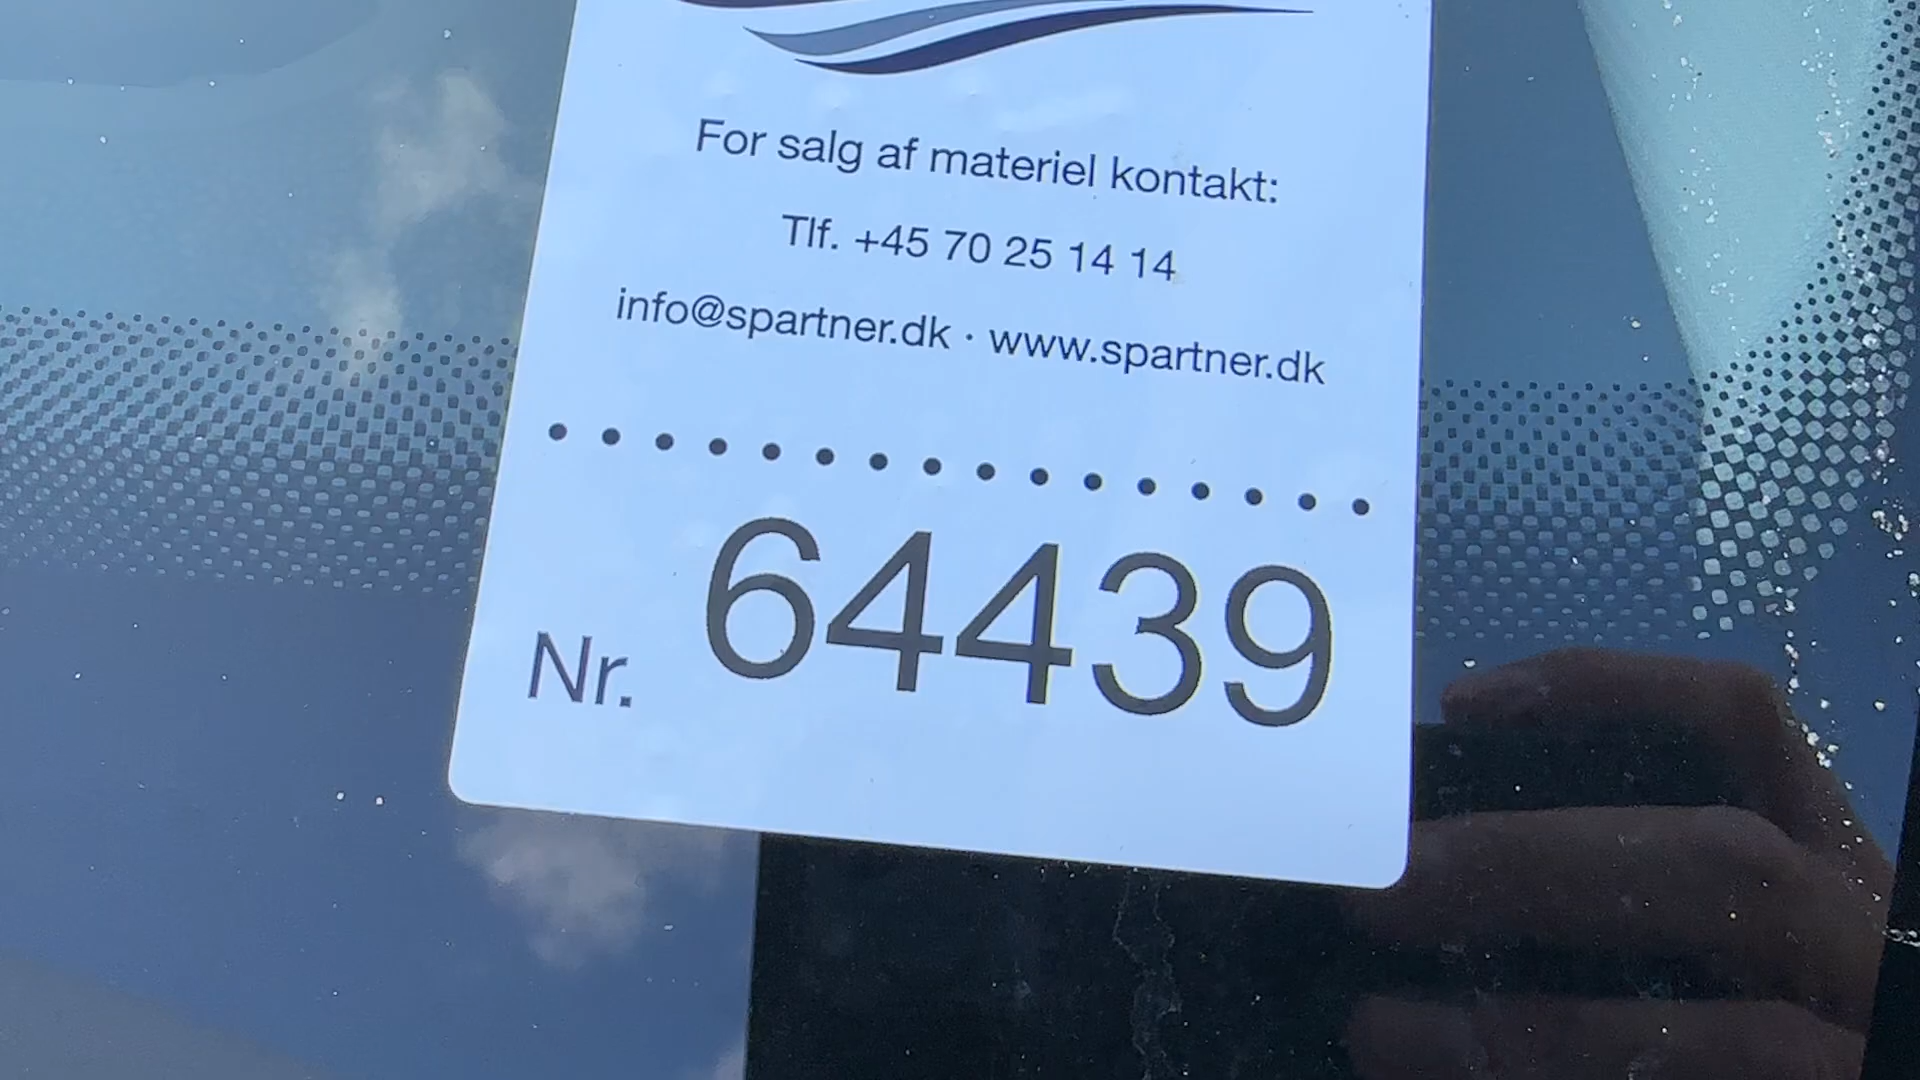 For salg af materiel kontakt:
Tlf. +45 70 25 14 14
info@spartner.dk · www.spartner.dk
Nr. 64439